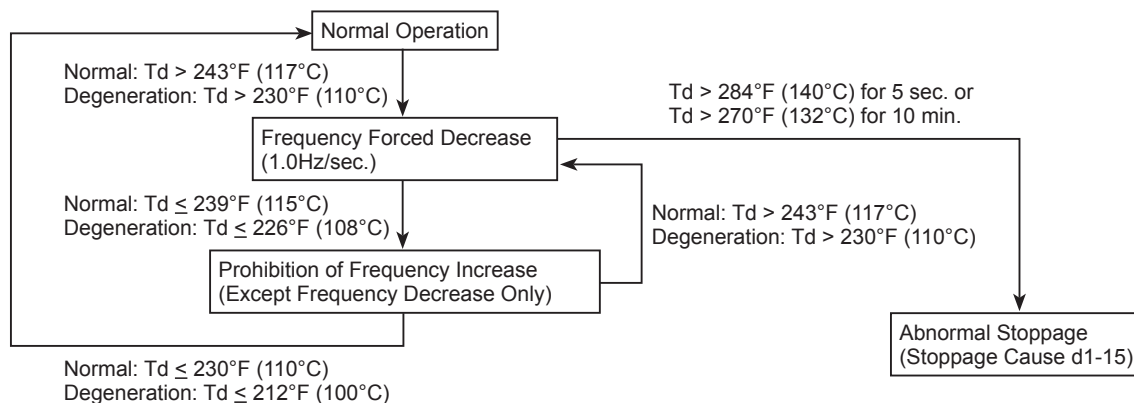 Normal Operation
Normal: Td > 243°F (117°C)
Degeneration: Td > 230°F (110°C)
Td > 284°F (140°C) for 5 sec. or
Td > 270°F (132°C) for 10 min.
Frequency Forced Decrease
(1.0Hz/sec.)
Normal: Td ≤ 239°F (115°C)
Degeneration: Td ≤ 226°F (108°C)
Normal: Td > 243°F (117°C)
Degeneration: Td > 230°F (110°C)
Prohibition of Frequency Increase
(Except Frequency Decrease Only)
Abnormal Stoppage
(Stoppage Cause d1-15)
Normal: Td ≤ 230°F (110°C)
Degeneration: Td ≤ 212°F (100°C)